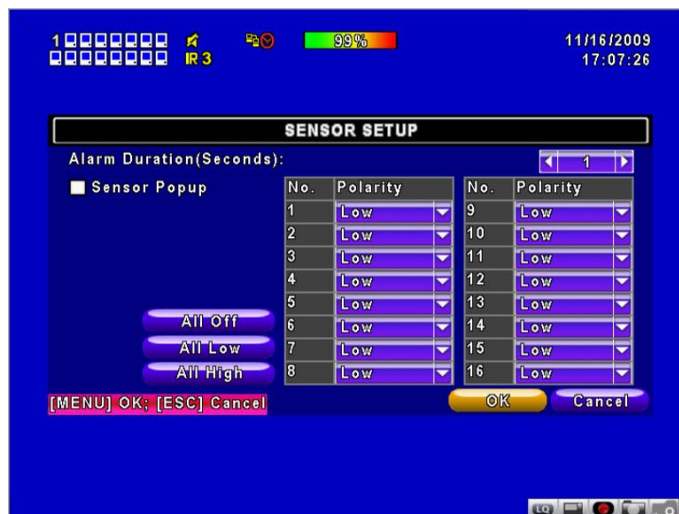 1
IR 3
99%
11/16/2009
17:07:26
SENSOR SETUP
Alarm Duration(Seconds):
1
Sensor Popup
No. Polarity No. Polarity
1 Low 9 Low
2 Low 10 Low
3 Low 11 Low
4 Low 12 Low
5 Low 13 Low
All Off 6 Low 14 Low
All Low 7 Low 15 Low
All High 8 Low 16 Low
[MENU] OK; [ESC] Cancel OK Cancel
LQ